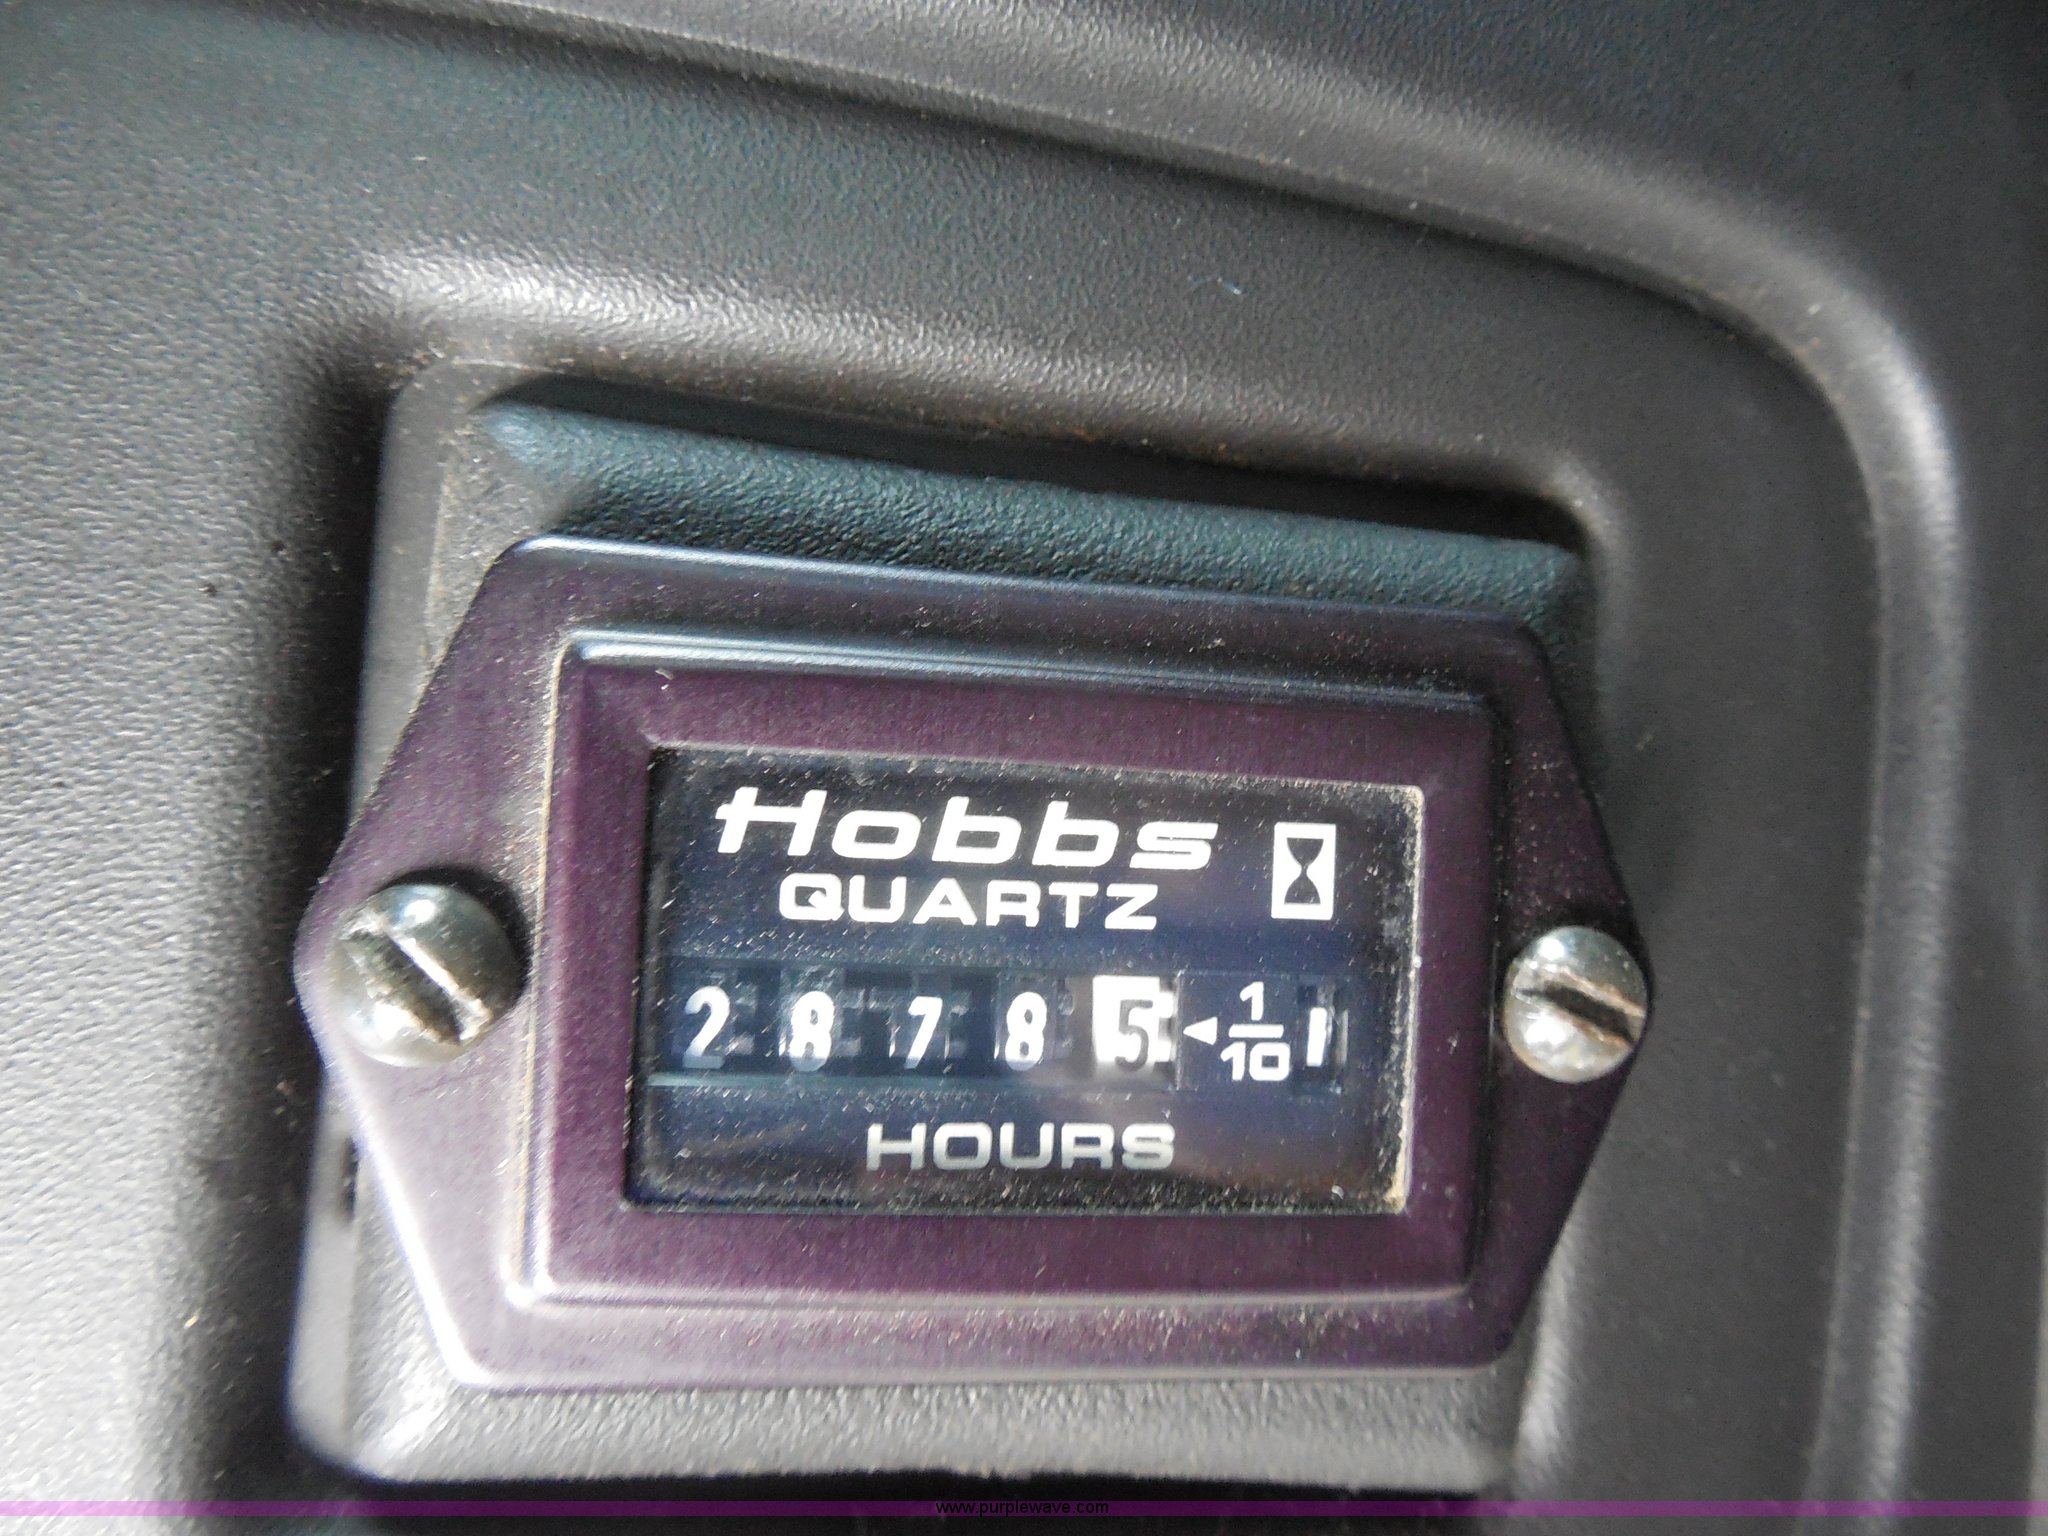 Hobbs
QUARTZ
2 8 7 8 5 ◄ 1/10
HOURS
www.purplewave.com